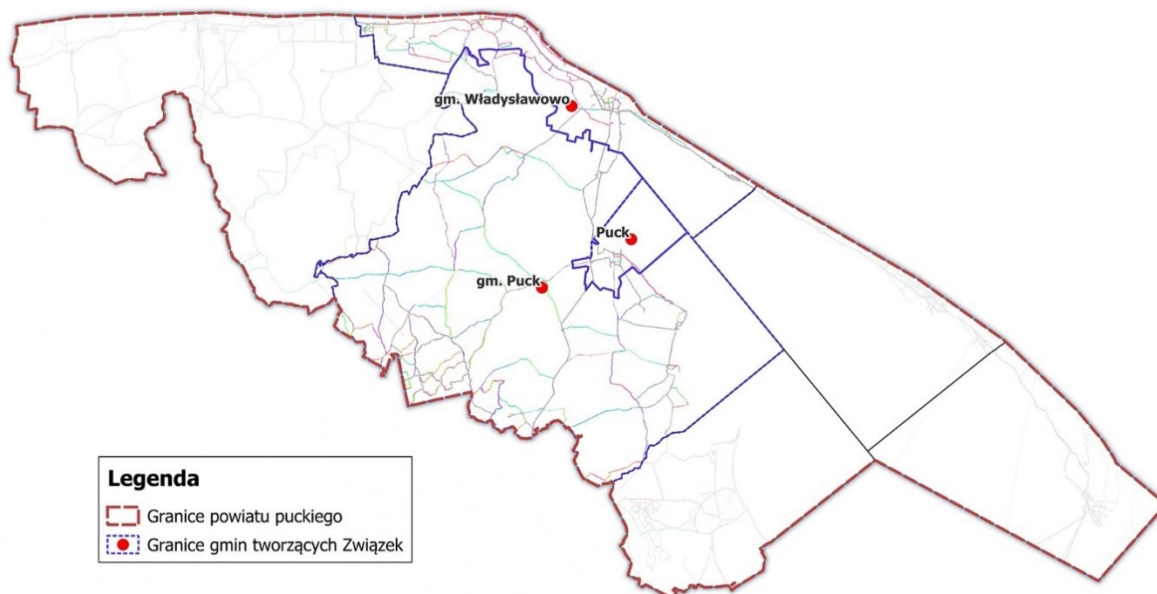 gm. Władysławowo
Puck
gm. Puck
Legenda
Granice powiatu puckiego
Granice gmin tworzących Związek